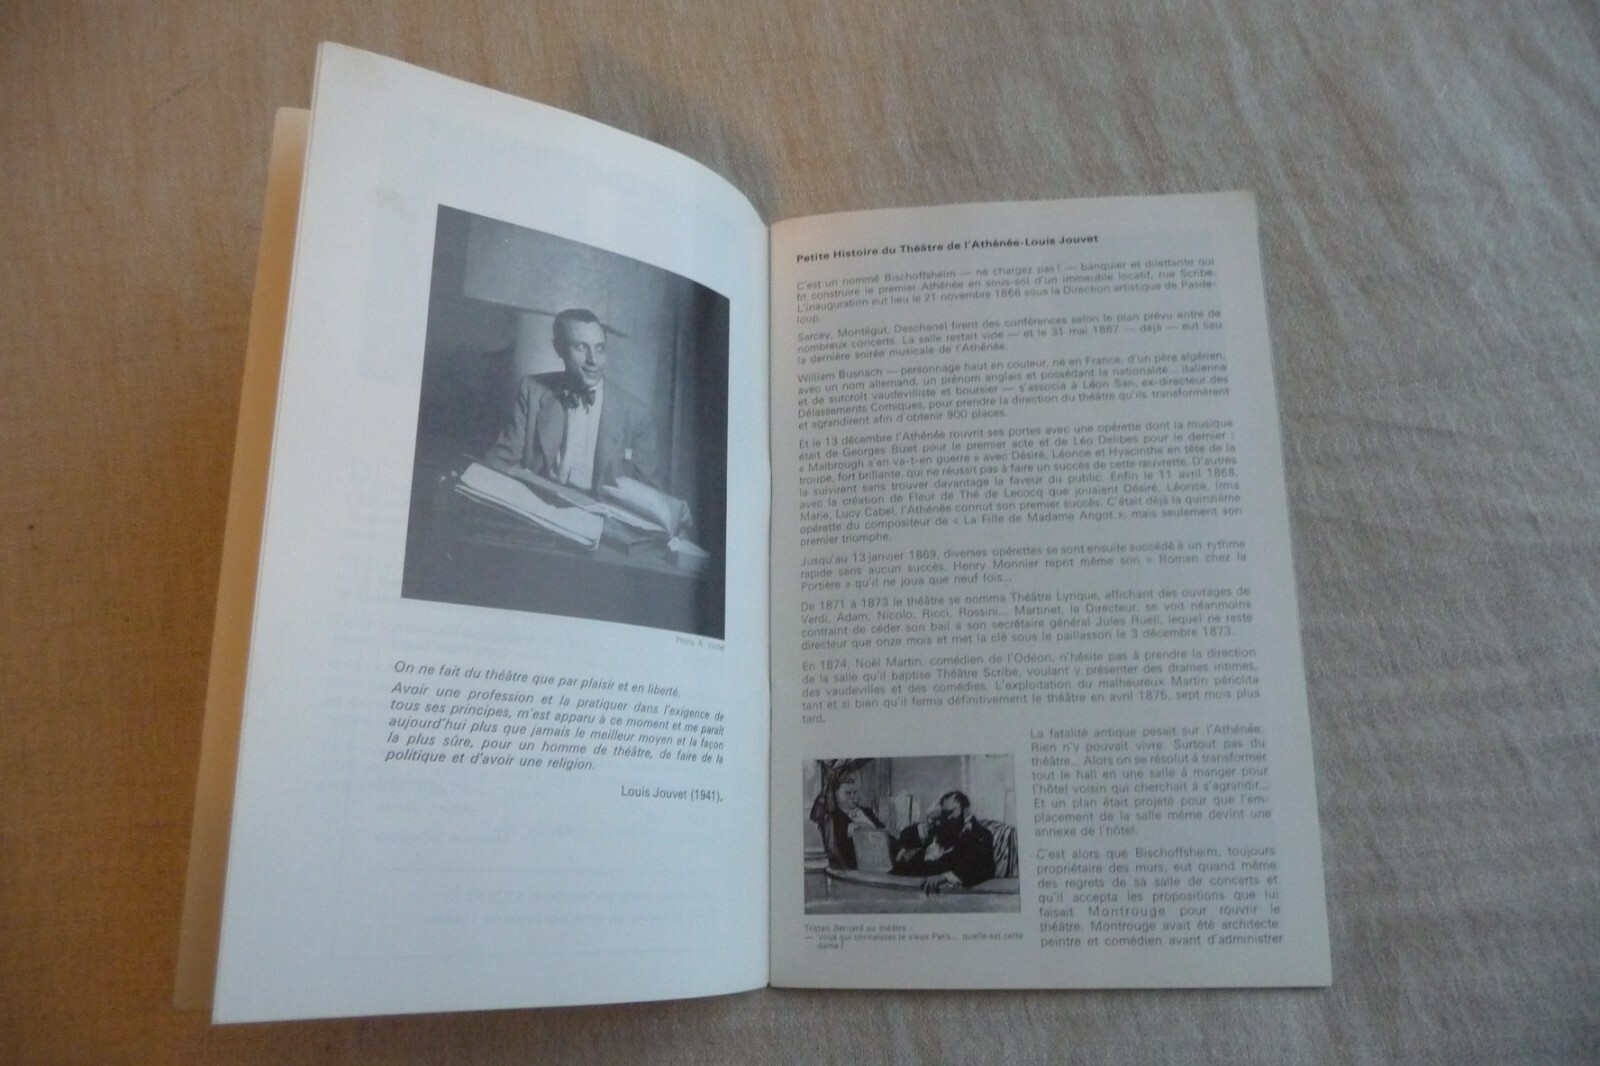 On ne fait du théâtre que par plaisir et en liberté.
Avoir une profession et la pratiquer dans l'exigence de
tous ses principes, m'est apparu à ce moment et me paraît
aujourd'hui plus que jamais le meilleur moyen et la façon
la plus sûre, pour un homme de théâtre, de faire de la
politique et d'avoir une religion.
Louis Jouvet (1941).
Petite Histoire du Théâtre de l'Athénée-Louis Jouvet
C'est un nommé Bischoffsheim — ne chargez pas! — banquier et dilettante qui
fit construire le premier Athénée en sous-sol d'un immeuble locatif, rue Scribe.
L'inauguration eut lieu le 21 novembre 1866 sous la Direction artistique de Pasde-
loup.
Sarcey, Montégut, Deschanel firent des conférences selon le plan prévu entre de
nombreux concerts. La salle restait vide — et le 31 mai 1867 — déjà — eut lieu
la dernière soirée musicale de l'Athénée.
William Busnach — personnage haut en couleur, né en France, d'un père algérien,
avec un nom allemand, un prénom anglais et possédant la nationalité... italienne
et de surcroît vaudevilliste et boursier — s'associa à Léon Sari, ex-directeur des
Délassements Comiques, pour prendre la direction du théâtre qu'ils transformèrent
et agrandirent afin d'obtenir 900 places.
Et le 13 décembre l'Athénée rouvrit ses portes avec une opérette dont la musique
était de Georges Bizet pour le premier acte et de Léo Delibes pour le dernier :
« Malbrough s'en va-t-en guerre » avec Désiré, Léonce et Hyacinthe en tête de la
troupe, fort brillante, qui ne réussit pas à faire un succès de cette œuvrette. D'autres
la suivirent sans trouver davantage la faveur du public. Enfin le 11 avril 1868,
avec la création de Fleur de Thé de Lecocq que jouaient Désiré, Léonce, Irma
Marie, Lucy Cabel, l'Athénée connut son premier succès. C'était déjà la quinzième
opérette du compositeur de « La Fille de Madame Angot », mais seulement son
premier triomphe.
Jusqu'au 13 janvier 1869, diverses opérettes se sont ensuite succédé à un rythme
rapide sans aucun succès. Henry Monnier reprit même son « Roman chez la
Portière » qu'il ne joua que neuf fois...
De 1871 à 1873 le théâtre se nomma Théâtre Lyrique, affichant des ouvrages de
Verdi, Adam, Nicolo, Ricci, Rossini... Martinet, le Directeur, se voit néanmoins
contraint de céder son bail à son secrétaire général Jules Ruell, lequel ne reste
directeur que onze mois et met la clé sous le paillasson le 3 décembre 1873.
En 1874, Noël Martin, comédien de l'Odéon, n'hésite pas à prendre la direction
de la salle qu'il baptise Théâtre Scribe, voulant y présenter des drames intimes,
des vaudevilles et des comédies. L'exploitation du malheureux Martin périclita
tant et si bien qu'il ferma définitivement le théâtre en avril 1875, sept mois plus
tard.
La fatalité antique pesait sur l'Athénée.
Rien n'y pouvait vivre. Surtout pas du
théâtre... Alors on se résolut à transformer
tout le hall en une salle à manger pour
l'hôtel voisin qui cherchait à s'agrandir...
Et un plan était projeté pour que l'em-
placement de la salle même devînt une
annexe de l'hôtel.
C'est alors que Bischoffsheim, toujours
propriétaire des murs, eut quand même
des regrets de sa salle de concerts et
qu'il accepta les propositions que lui
faisait Montrouge pour rouvrir le
théâtre. Montrouge avait été architecte,
peintre et comédien avant d'administrer
Tristan Bernard au théâtre :
— Vous qui connaissez le vieux Paris... quelle est cette
dame ?